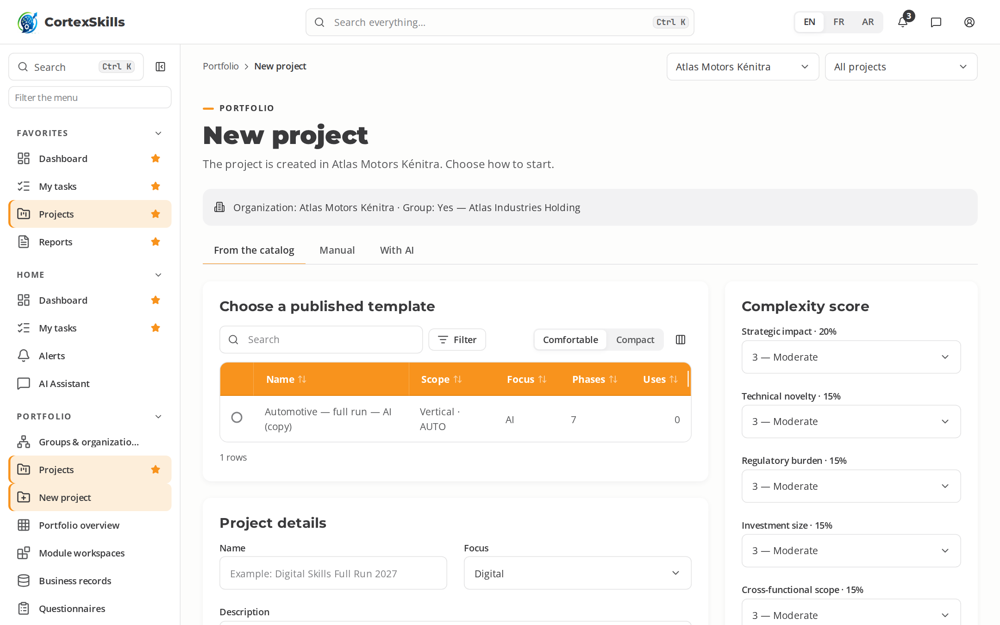 CortexSkills
Search everything...
Ctrl K
EN
FR
AR
3
Search
Ctrl K
Filter the menu
FAVORITES
Dashboard
My tasks
Projects
Reports
HOME
Dashboard
My tasks
Alerts
AI Assistant
PORTFOLIO
Groups & organizatio...
Projects
New project
Portfolio overview
Module workspaces
Business records
Questionnaires
Portfolio > New project
Atlas Motors Kénitra
All projects
PORTFOLIO
New project
The project is created in Atlas Motors Kénitra. Choose how to start.
Organization: Atlas Motors Kénitra · Group: Yes — Atlas Industries Holding
From the catalog
Manual
With AI
Choose a published template
Search
Filter
Comfortable
Compact
Name
Scope
Focus
Phases
Uses
Automotive — full run — AI
(copy)
Vertical ·
AUTO
AI
7
0
1 rows
Project details
Name
Example: Digital Skills Full Run 2027
Focus
Digital
Description
Complexity score
Strategic impact · 20%
3 — Moderate
Technical novelty · 15%
3 — Moderate
Regulatory burden · 15%
3 — Moderate
Investment size · 15%
3 — Moderate
Cross-functional scope · 15%
3 — Moderate